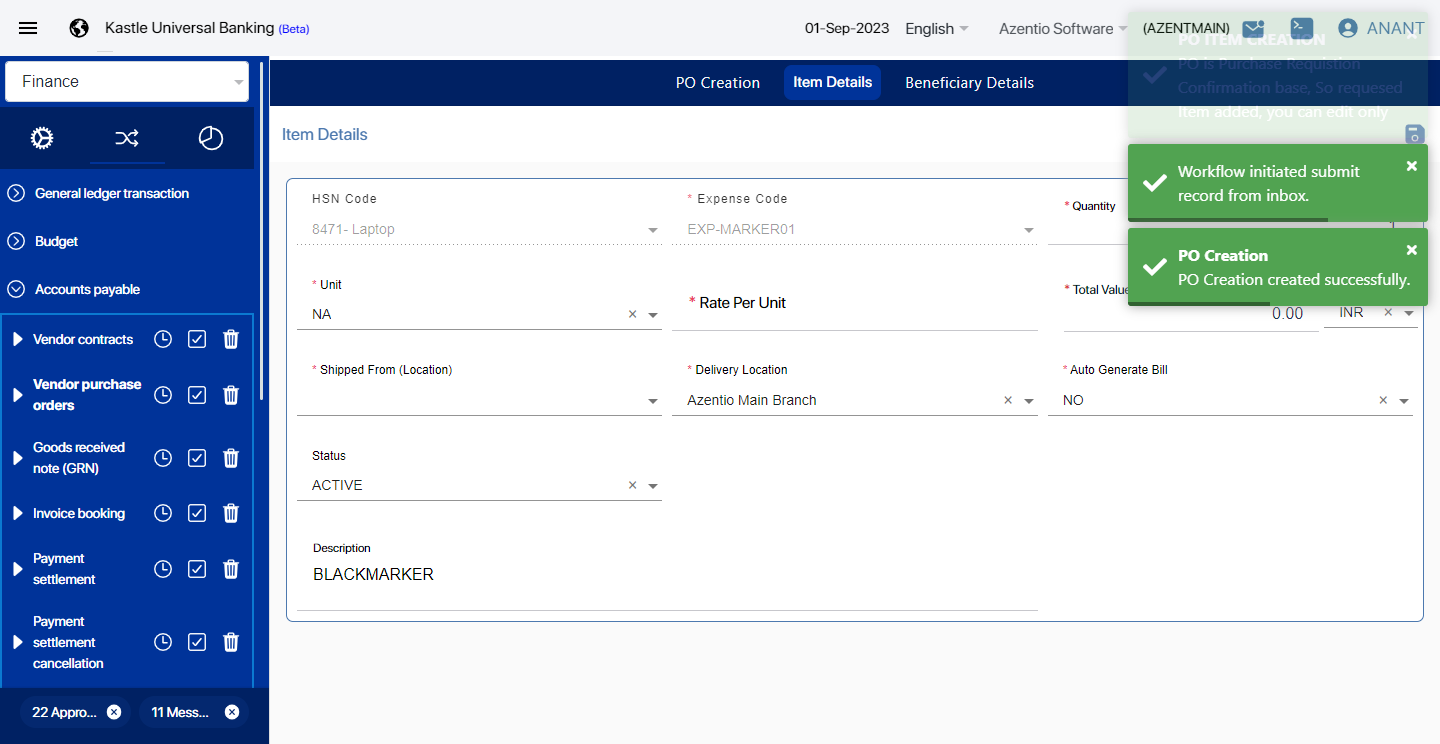 Kastle Universal Banking (Beta)
01-Sep-2023
English
Azentio Software
(AZENTMAIN)
ANANT
Finance
PO Creation
Item Details
Beneficiary Details
PO ITEM CREATION
PO is Purchase Requistion
Confirmation base, So requesed
Item added, you can edit only
General ledger transaction
Budget
Accounts payable
Vendor contracts
Vendor purchase
orders
Goods received
note (GRN)
Invoice booking
Payment
settlement
Payment
settlement
cancellation
22 Appro...
11 Mess...
Item Details
Workflow initiated submit
record from inbox.
PO Creation
PO Creation created successfully.
HSN Code
8471- Laptop
* Expense Code
EXP-MARKER01
* Quantity
* Unit
NA
* Rate Per Unit
* Total Value
0.00
INR
* Shipped From (Location)
* Delivery Location
Azentio Main Branch
* Auto Generate Bill
NO
Status
ACTIVE
Description
BLACKMARKER